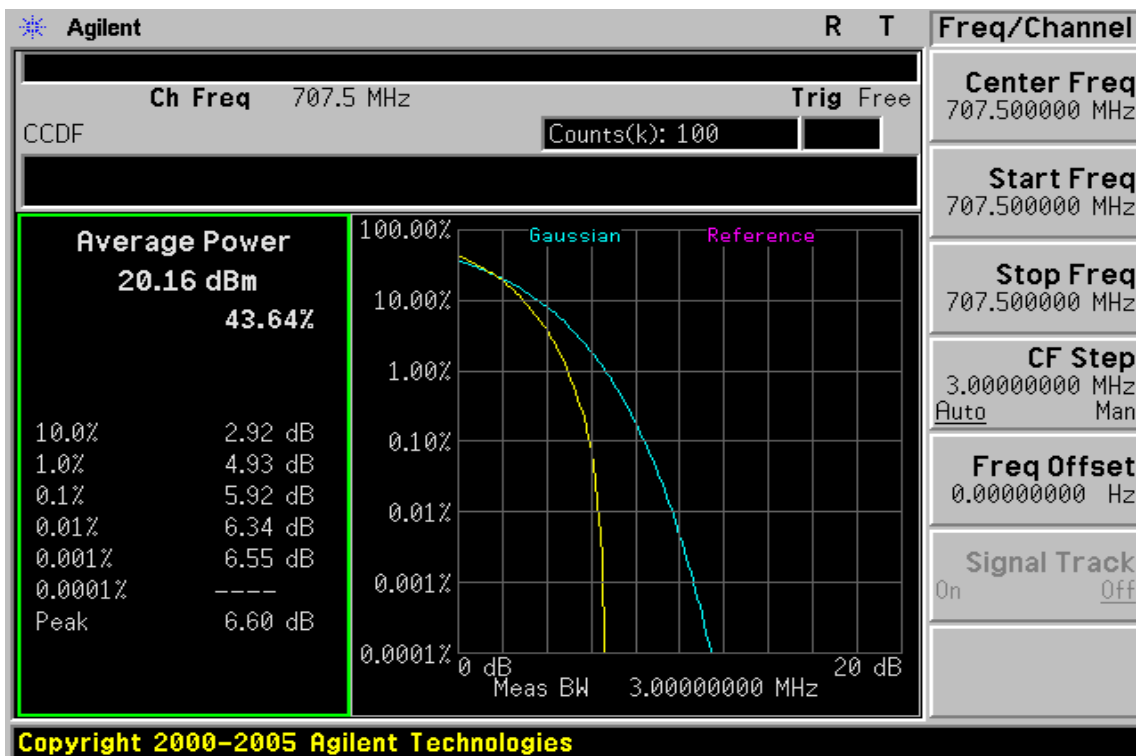 Agilent R T
Ch Freq 707.5 MHz Trig Free
CCDF Counts(k): 100
Average Power
20.16 dBm
43.64%
10.0% 2.92 dB
1.0% 4.93 dB
0.1% 5.92 dB
0.01% 6.34 dB
0.001% 6.55 dB
0.0001% ----
Peak 6.60 dB
Gaussian Reference
100.00%
10.00%
1.00%
0.10%
0.01%
0.001%
0.0001%
0 dB 20 dB
Meas BW 3.00000000 MHz
Freq/Channel
Center Freq
707.500000 MHz
Start Freq
707.500000 MHz
Stop Freq
707.500000 MHz
CF Step
3.00000000 MHz
Auto Man
Freq Offset
0.00000000 Hz
Signal Track
On Off
Copyright 2000-2005 Agilent Technologies